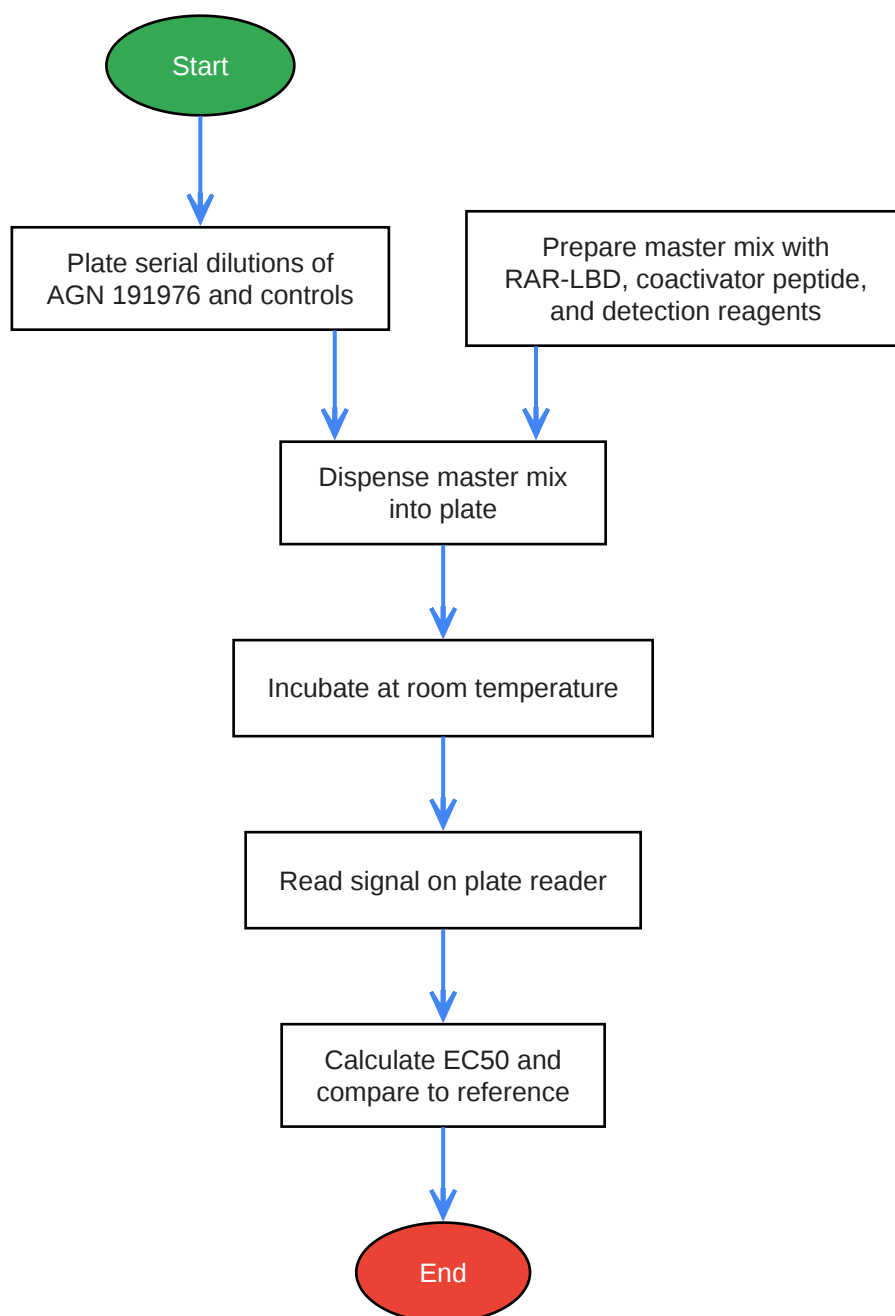 Start
Plate serial dilutions of
AGN 191976 and controls
Prepare master mix with
RAR-LBD, coactivator peptide,
and detection reagents
Dispense master mix
into plate
Incubate at room temperature
Read signal on plate reader
Calculate EC50 and
compare to reference
End